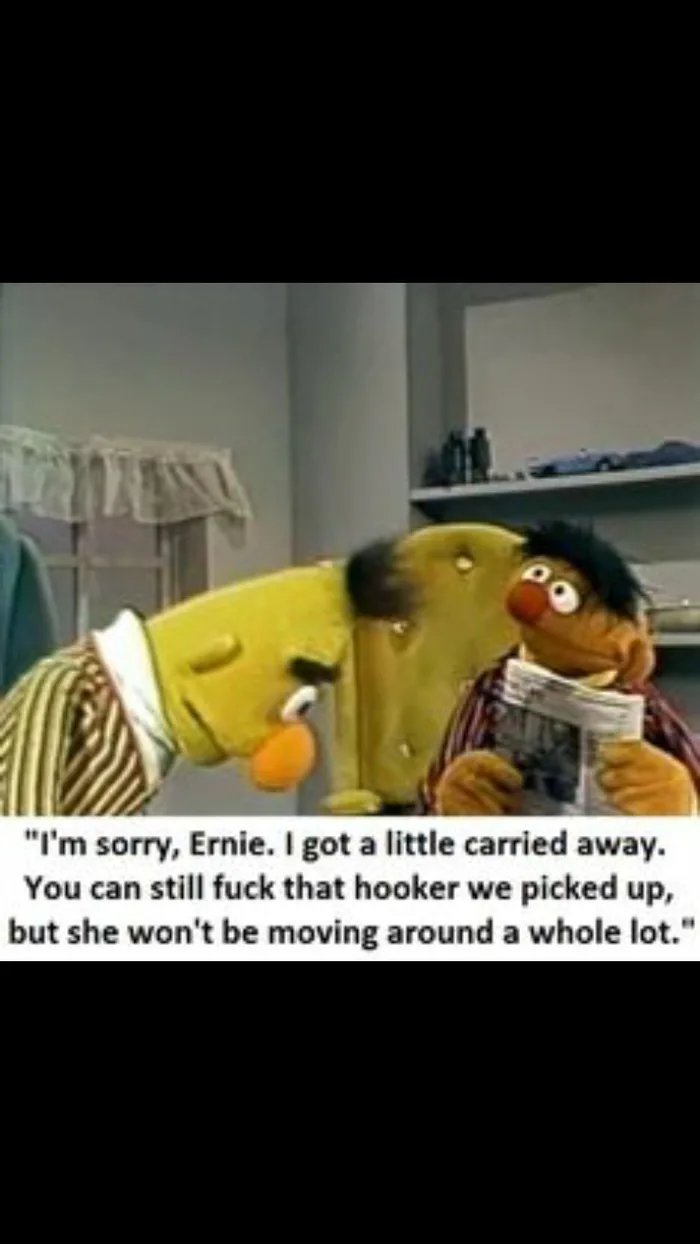 "I'm sorry, Ernie. I got a little carried away.
You can still fuck that hooker we picked up,
but she won't be moving around a whole lot."